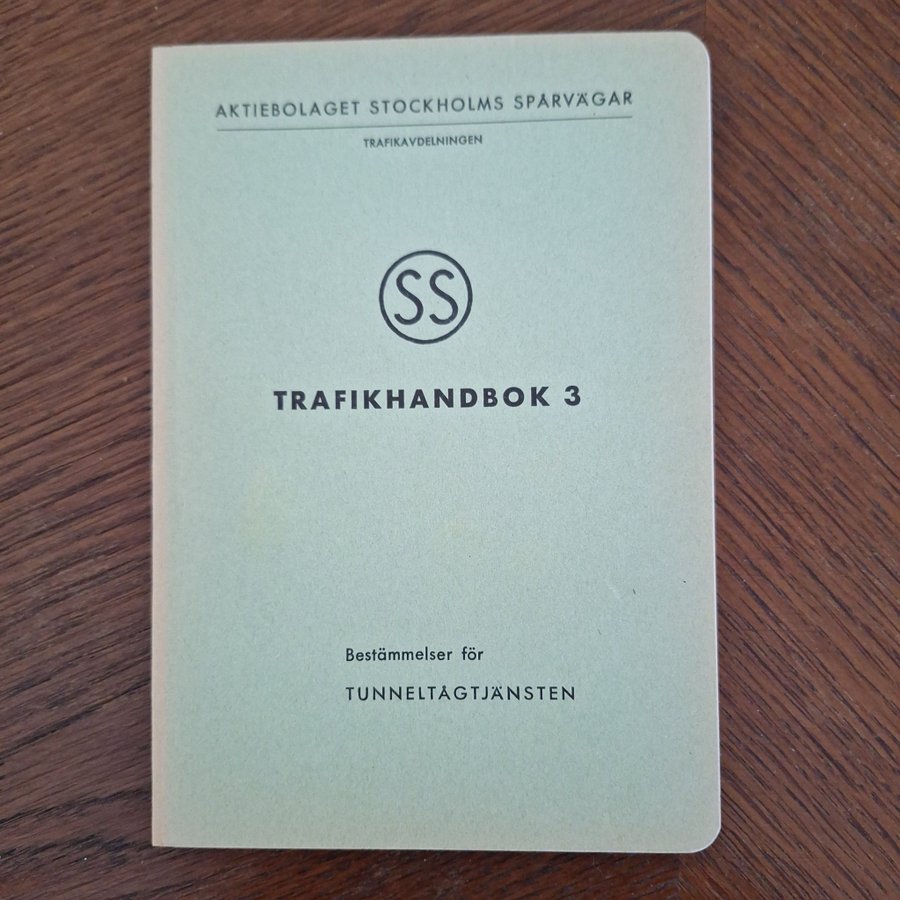 AKTIEBOLAGET STOCKHOLMS SPÅRVÄGAR
TRAFIKAVDELNINGEN
SS
TRAFIKHANDBOK 3
Bestämmelser för
TUNNELTÅGTJÄNSTEN